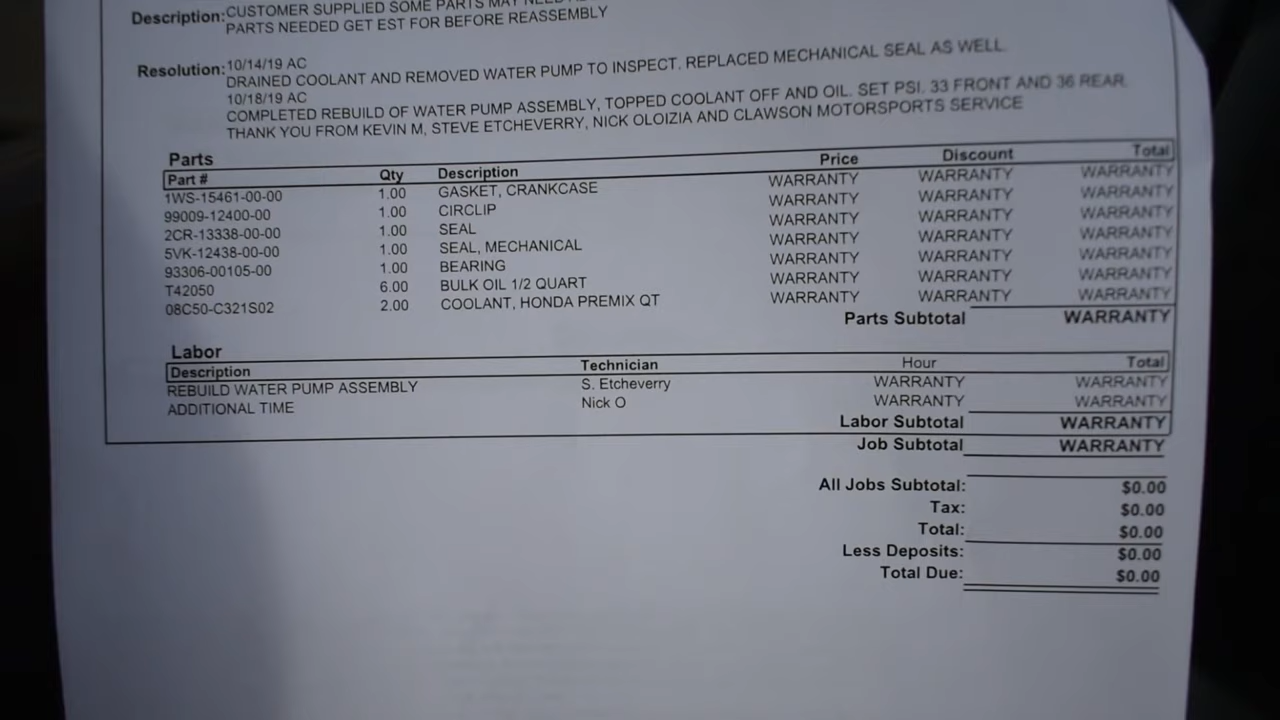 Description: CUSTOMER SUPPLIED SOME PARTS MAY NEED
PARTS NEEDED GET EST FOR BEFORE REASSEMBLY
Resolution: 10/14/19 AC
DRAINED COOLANT AND REMOVED WATER PUMP TO INSPECT. REPLACED MECHANICAL SEAL AS WELL.
10/18/19 AC
COMPLETED REBUILD OF WATER PUMP ASSEMBLY, TOPPED COOLANT OFF AND OIL. SET PSI. 33 FRONT AND 36 REAR.
THANK YOU FROM KEVIN M, STEVE ETCHEVERRY, NICK OLOIZIA AND CLAWSON MOTORSPORTS SERVICE
Parts
Part # Qty Description Price Discount Total
1WS-15461-00-00 1.00 GASKET, CRANKCASE WARRANTY WARRANTY WARRANTY
99009-12400-00 1.00 CIRCLIP WARRANTY WARRANTY WARRANTY
2CR-13338-00-00 1.00 SEAL WARRANTY WARRANTY WARRANTY
5VK-12438-00-00 1.00 SEAL, MECHANICAL WARRANTY WARRANTY WARRANTY
93306-00105-00 1.00 BEARING WARRANTY WARRANTY WARRANTY
T42050 6.00 BULK OIL 1/2 QUART WARRANTY WARRANTY WARRANTY
08C50-C321S02 2.00 COOLANT, HONDA PREMIX QT WARRANTY WARRANTY WARRANTY
Parts Subtotal WARRANTY
Labor
Description Technician Hour Total
REBUILD WATER PUMP ASSEMBLY S. Etcheverry WARRANTY WARRANTY
ADDITIONAL TIME Nick O WARRANTY WARRANTY
Labor Subtotal WARRANTY
Job Subtotal WARRANTY
All Jobs Subtotal: $0.00
Tax: $0.00
Total: $0.00
Less Deposits: $0.00
Total Due: $0.00